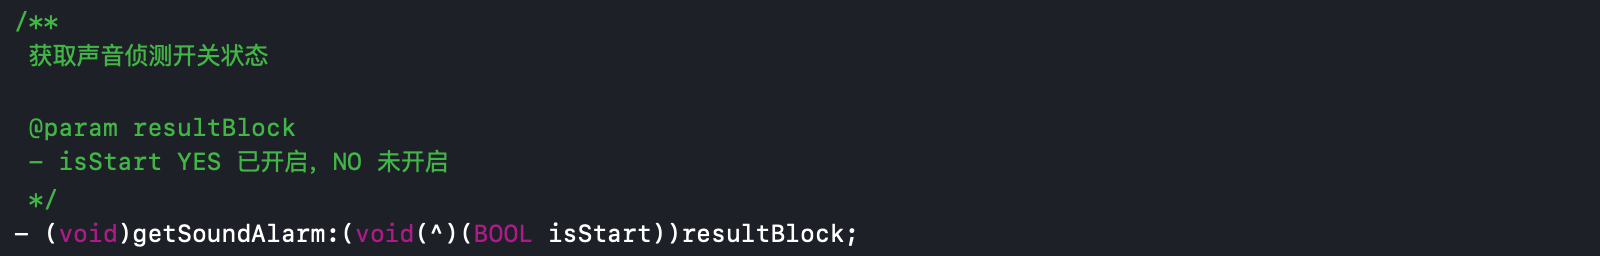 /**
获取声音侦测开关状态
@param resultBlock
- isStart YES 已开启, NO 未开启
*/
- (void)getSoundAlarm:(void(^)(BOOL isStart))resultBlock;